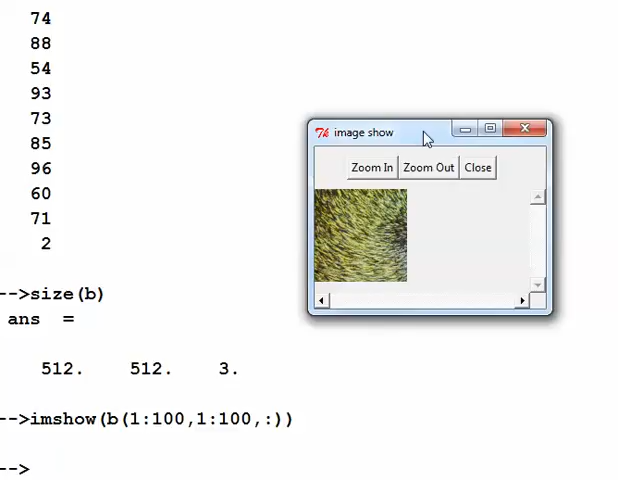 74
88
54
93
73
85
96
60
71
2
-->size(b)
ans  =
512.    512.    3.
-->imshow(b(1:100,1:100,:))
-->
Tk image show
Zoom In Zoom Out Close